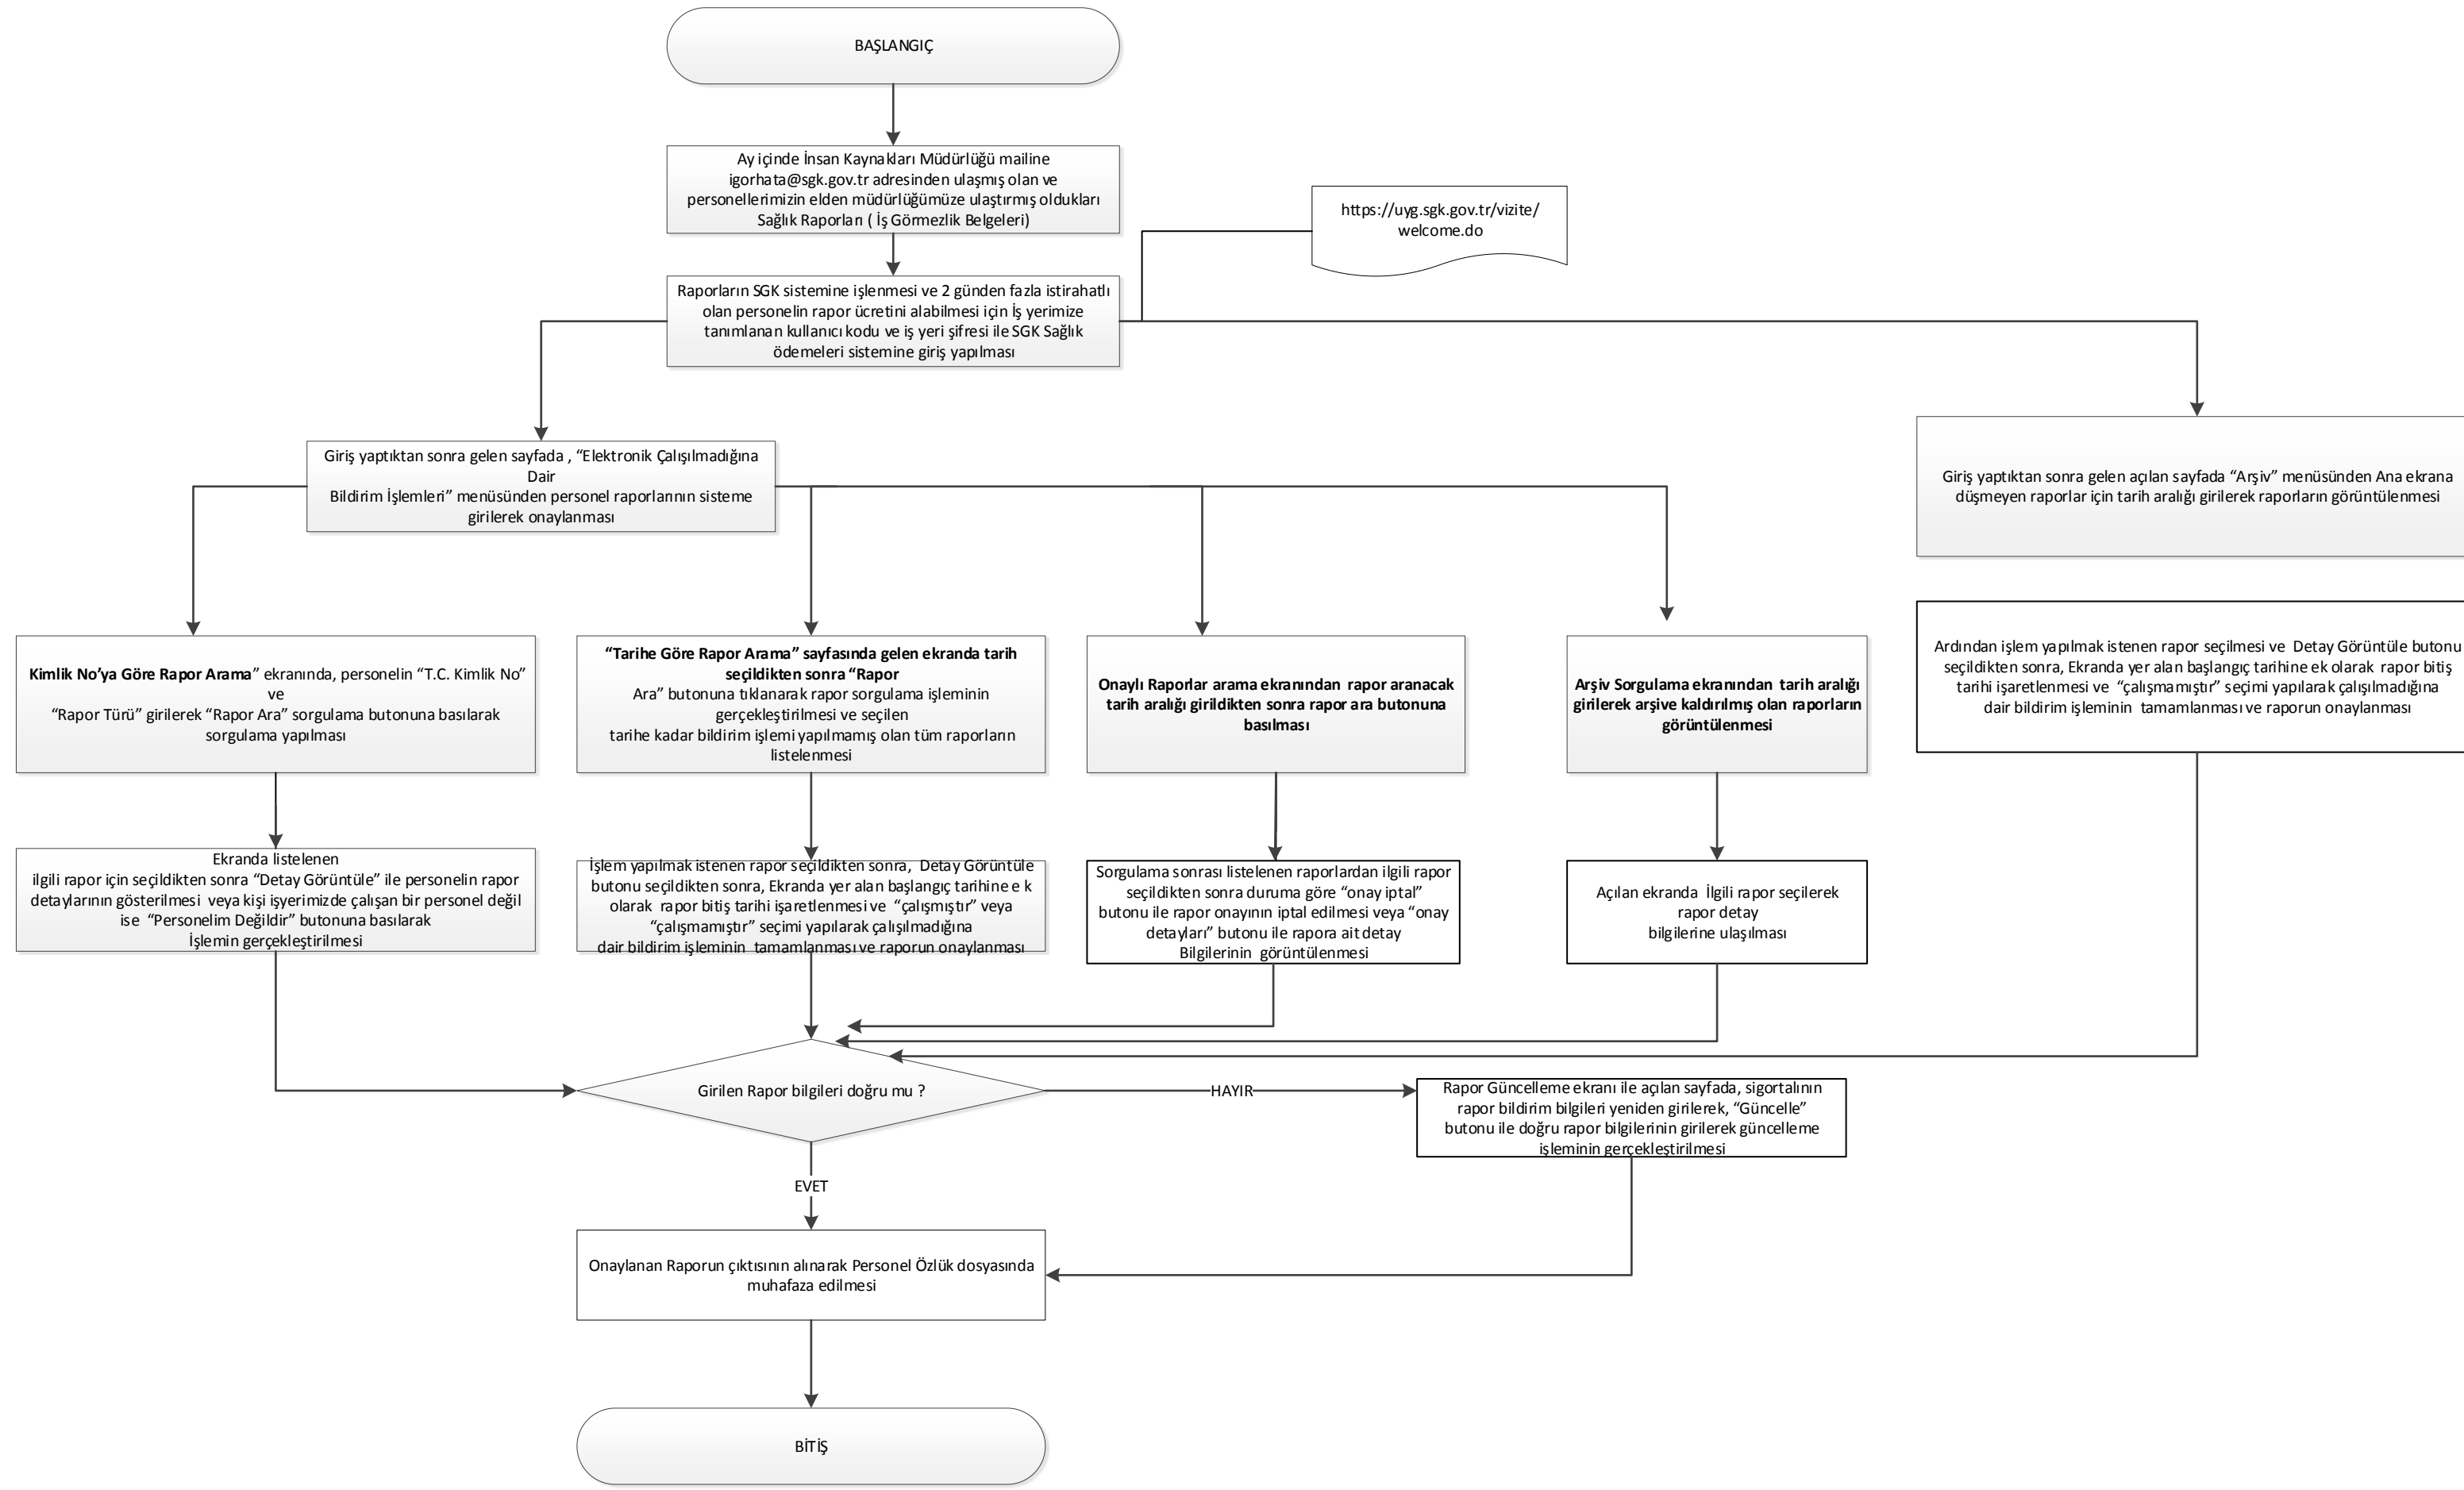 BAŞLANGIÇ
Ay içinde İnsan Kaynakları Müdürlüğü mailine
igorhata@sgk.gov.tr adresinden ulaşmış olan ve
personellerimizin elden müdürlüğümüze ulaştırmış oldukları
Sağlık Raporları ( İş Görmezlik Belgeleri)
https://uyg.sgk.gov.tr/vizite/
welcome.do
Raporların SGK sistemine işlenmesi ve 2 günden fazla istirahatlı
olan personelin rapor ücretini alabilmesi için İş yerimize
tanımlanan kullanıcı kodu ve iş yeri şifresi ile SGK Sağlık
ödemeleri sistemine giriş yapılması
Giriş yaptıktan sonra gelen sayfada , “Elektronik Çalışılmadığına
Dair
Bildirim İşlemleri” menüsünden personel raporlarının sisteme
girilerek onaylanması
Giriş yaptıktan sonra gelen açılan sayfada “Arşiv” menüsünden Ana ekrana
düşmeyen raporlar için tarih aralığı girilerek raporların görüntülenmesi
Kimlik No’ya Göre Rapor Arama” ekranında, personelin “T.C. Kimlik No”
ve
“Rapor Türü” girilerek “Rapor Ara” sorgulama butonuna basılarak
sorgulama yapılması
“Tarihe Göre Rapor Arama” sayfasında gelen ekranda tarih
seçildikten sonra “Rapor
Ara” butonuna tıklanarak rapor sorgulama işleminin
gerçekleştirilmesi ve seçilen
tarihe kadar bildirim işlemi yapılmamış olan tüm raporların
listelenmesi
Onaylı Raporlar arama ekranından rapor aranacak
tarih aralığı girildikten sonra rapor ara butonuna
basılması
Arşiv Sorgulama ekranından tarih aralığı
girilerek arşive kaldırılmış olan raporların
görüntülenmesi
Ardından işlem yapılmak istenen rapor seçilmesi ve Detay Görüntüle butonu
seçildikten sonra, Ekranda yer alan başlangıç tarihine ek olarak rapor bitiş
tarihi işaretlenmesi ve “çalışmamıştır” seçimi yapılarak çalışılmadığına
dair bildirim işleminin tamamlanması ve raporun onaylanması
Ekranda listelenen
ilgili rapor için seçildikten sonra “Detay Görüntüle” ile personelin rapor
detaylarının gösterilmesi veya kişi işyerimizde çalışan bir personel değil
ise “Personelim Değildir” butonuna basılarak
İşlemin gerçekleştirilmesi
İşlem yapılmak istenen rapor seçildikten sonra, Detay Görüntüle
butonu seçildikten sonra, Ekranda yer alan başlangıç tarihine e k
olarak rapor bitiş tarihi işaretlenmesi ve “çalışmıştır” veya
“çalışmamıştır” seçimi yapılarak çalışılmadığına
dair bildirim işleminin tamamlanması ve raporun onaylanması
Sorgulama sonrası listelenen raporlardan ilgili rapor
seçildikten sonra duruma göre “onay iptal”
butonu ile rapor onayının iptal edilmesi veya “onay
detayları” butonu ile rapora ait detay
Bilgilerinin görüntülenmesi
Açılan ekranda İlgili rapor seçilerek
rapor detay
bilgilerine ulaşılması
Girilen Rapor bilgileri doğru mu ?
HAYIR
Rapor Güncelleme ekranı ile açılan sayfada, sigortalının
rapor bildirim bilgileri yeniden girilerek, “Güncelle”
butonu ile doğru rapor bilgilerinin girilerek güncelleme
işleminin gerçekleştirilmesi
EVET
Onaylanan Raporun çıktısının alınarak Personel Özlük dosyasında
muhafaza edilmesi
BİTİŞ